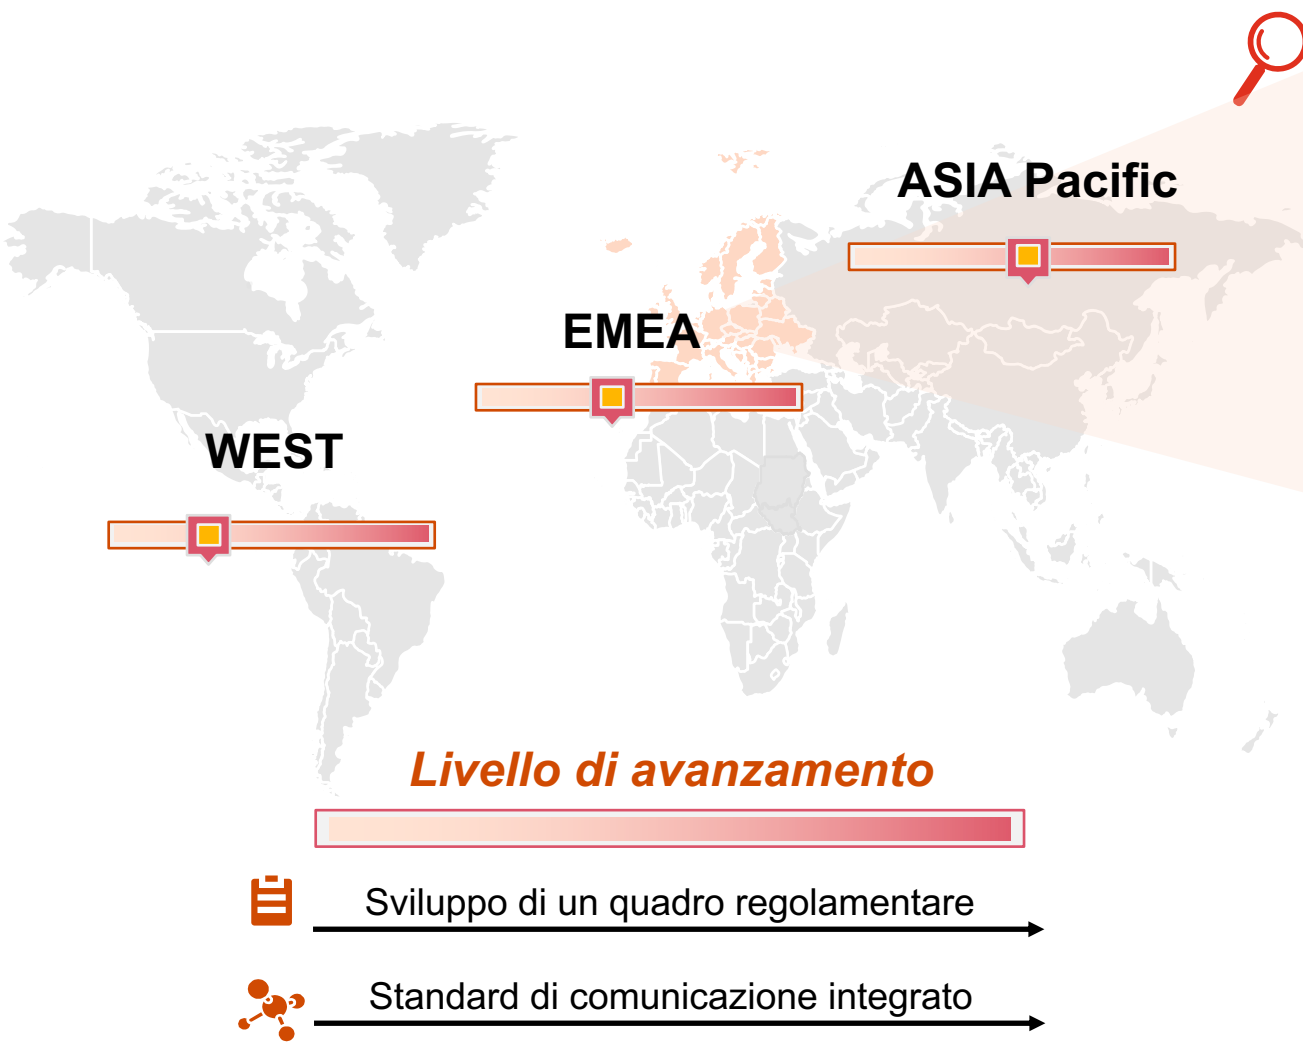 ASIA Pacific
EMEA
WEST
Livello di avanzamento
Sviluppo di un quadro regolamentare
Standard di comunicazione integrato